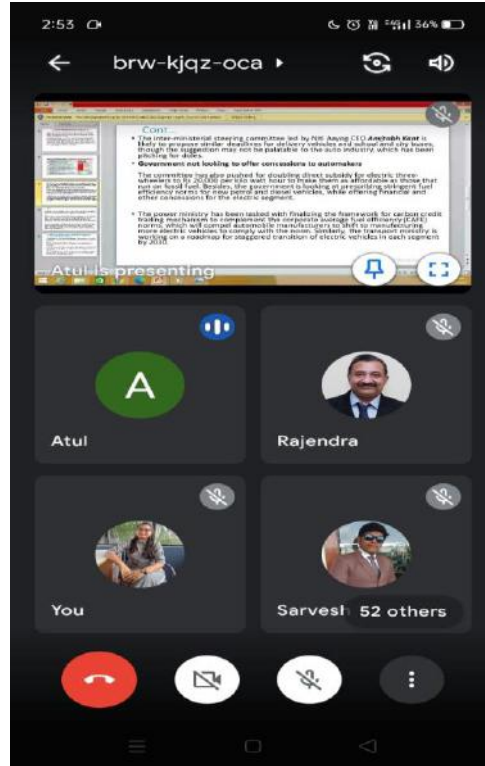 2:53
36%
brw-kjqz-oca
Cont...
• The inter-ministerial steering committee led by Niti Aayog CEO Amitabh Kant is
likely to propose similar deadlines for delivery vehicles and school and city buses,
though the suggestion may not be palatable to the auto industry, which has been
pitching for doles.
• Government not looking to offer concessions to automakers
The committee has also pushed for doubling direct subsidy for electric three-
wheelers to Rs 20,000 per kilo watt hour to make them as affordable as those that
run on fossil fuel. Besides, the government is looking at prescribing stringent fuel
efficiency norms for new petrol and diesel vehicles, while offering financial and
other concessions for the electric segment.
• The power ministry has been tasked with finalizing the framework for carbon credit
trading mechanism to complement the corporate average fuel efficiency (CAFE)
norms, which will compel automobile manufacturers to shift to manufacturing
more electric vehicles to comply with the norm. Similarly, the transport ministry is
working on a roadmap for staggered transition of electric vehicles in each segment
by 2030.
Atul is presenting
A
Atul
Rajendra
You
Sarvesh
52 others